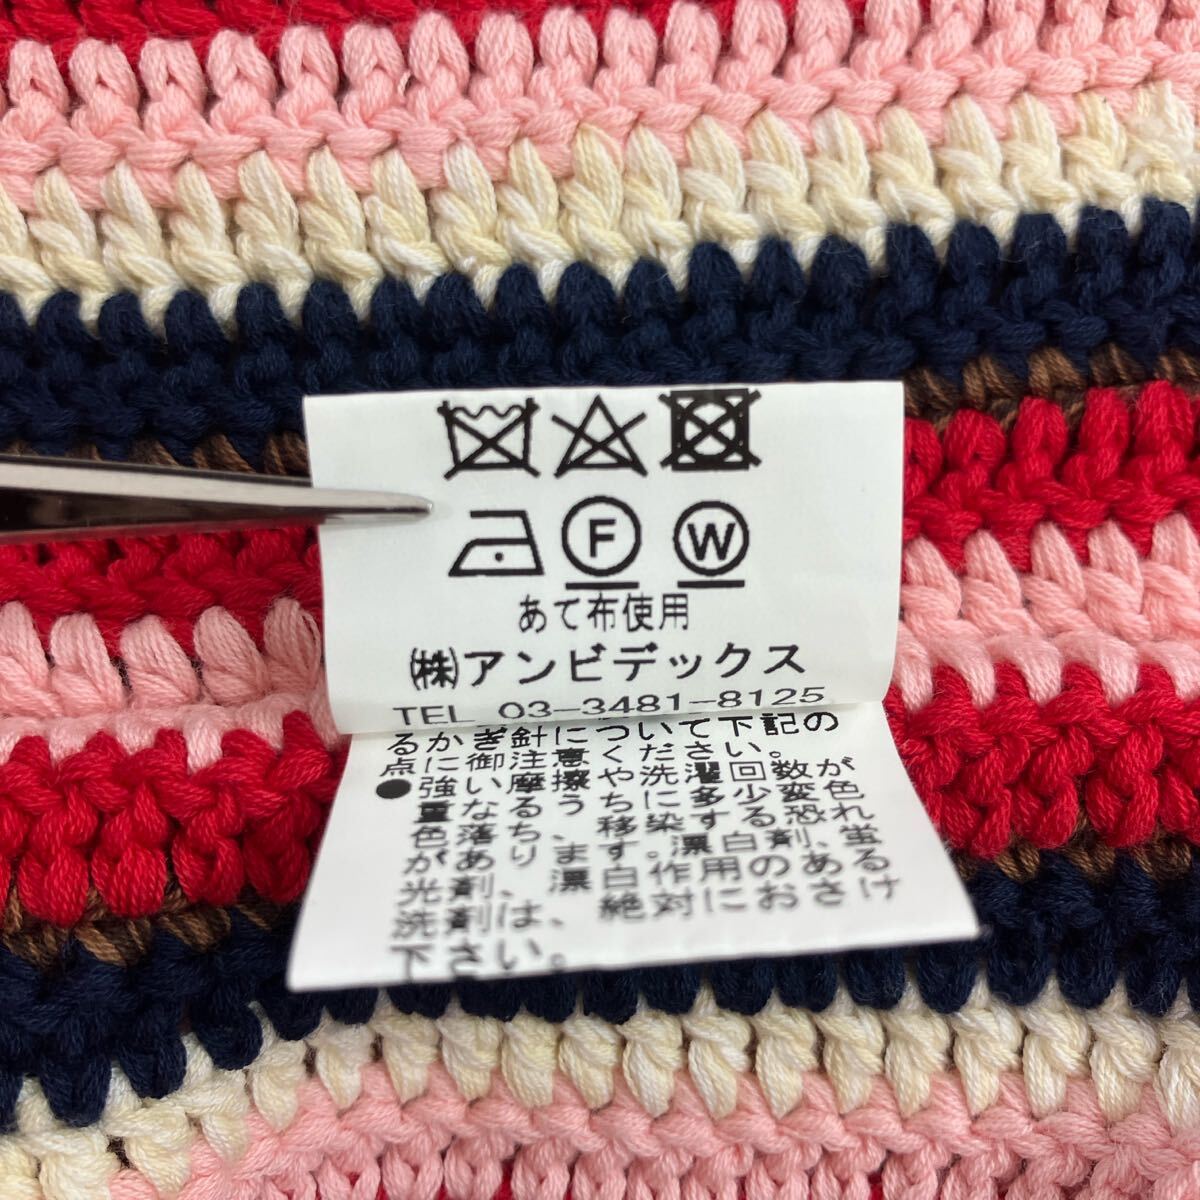 F W
あて布使用
㈱アンビデックス
TEL 03-3481-8125
るかぎ針について下記の
点に御注意ください。
●強い摩擦や洗濯回数が
重なるうちに多少変色
色落ち、移染する恐れ
があります。漂白剤、蛍
光剤、漂白作用のある
洗剤は、絶対におさけ
下さい。